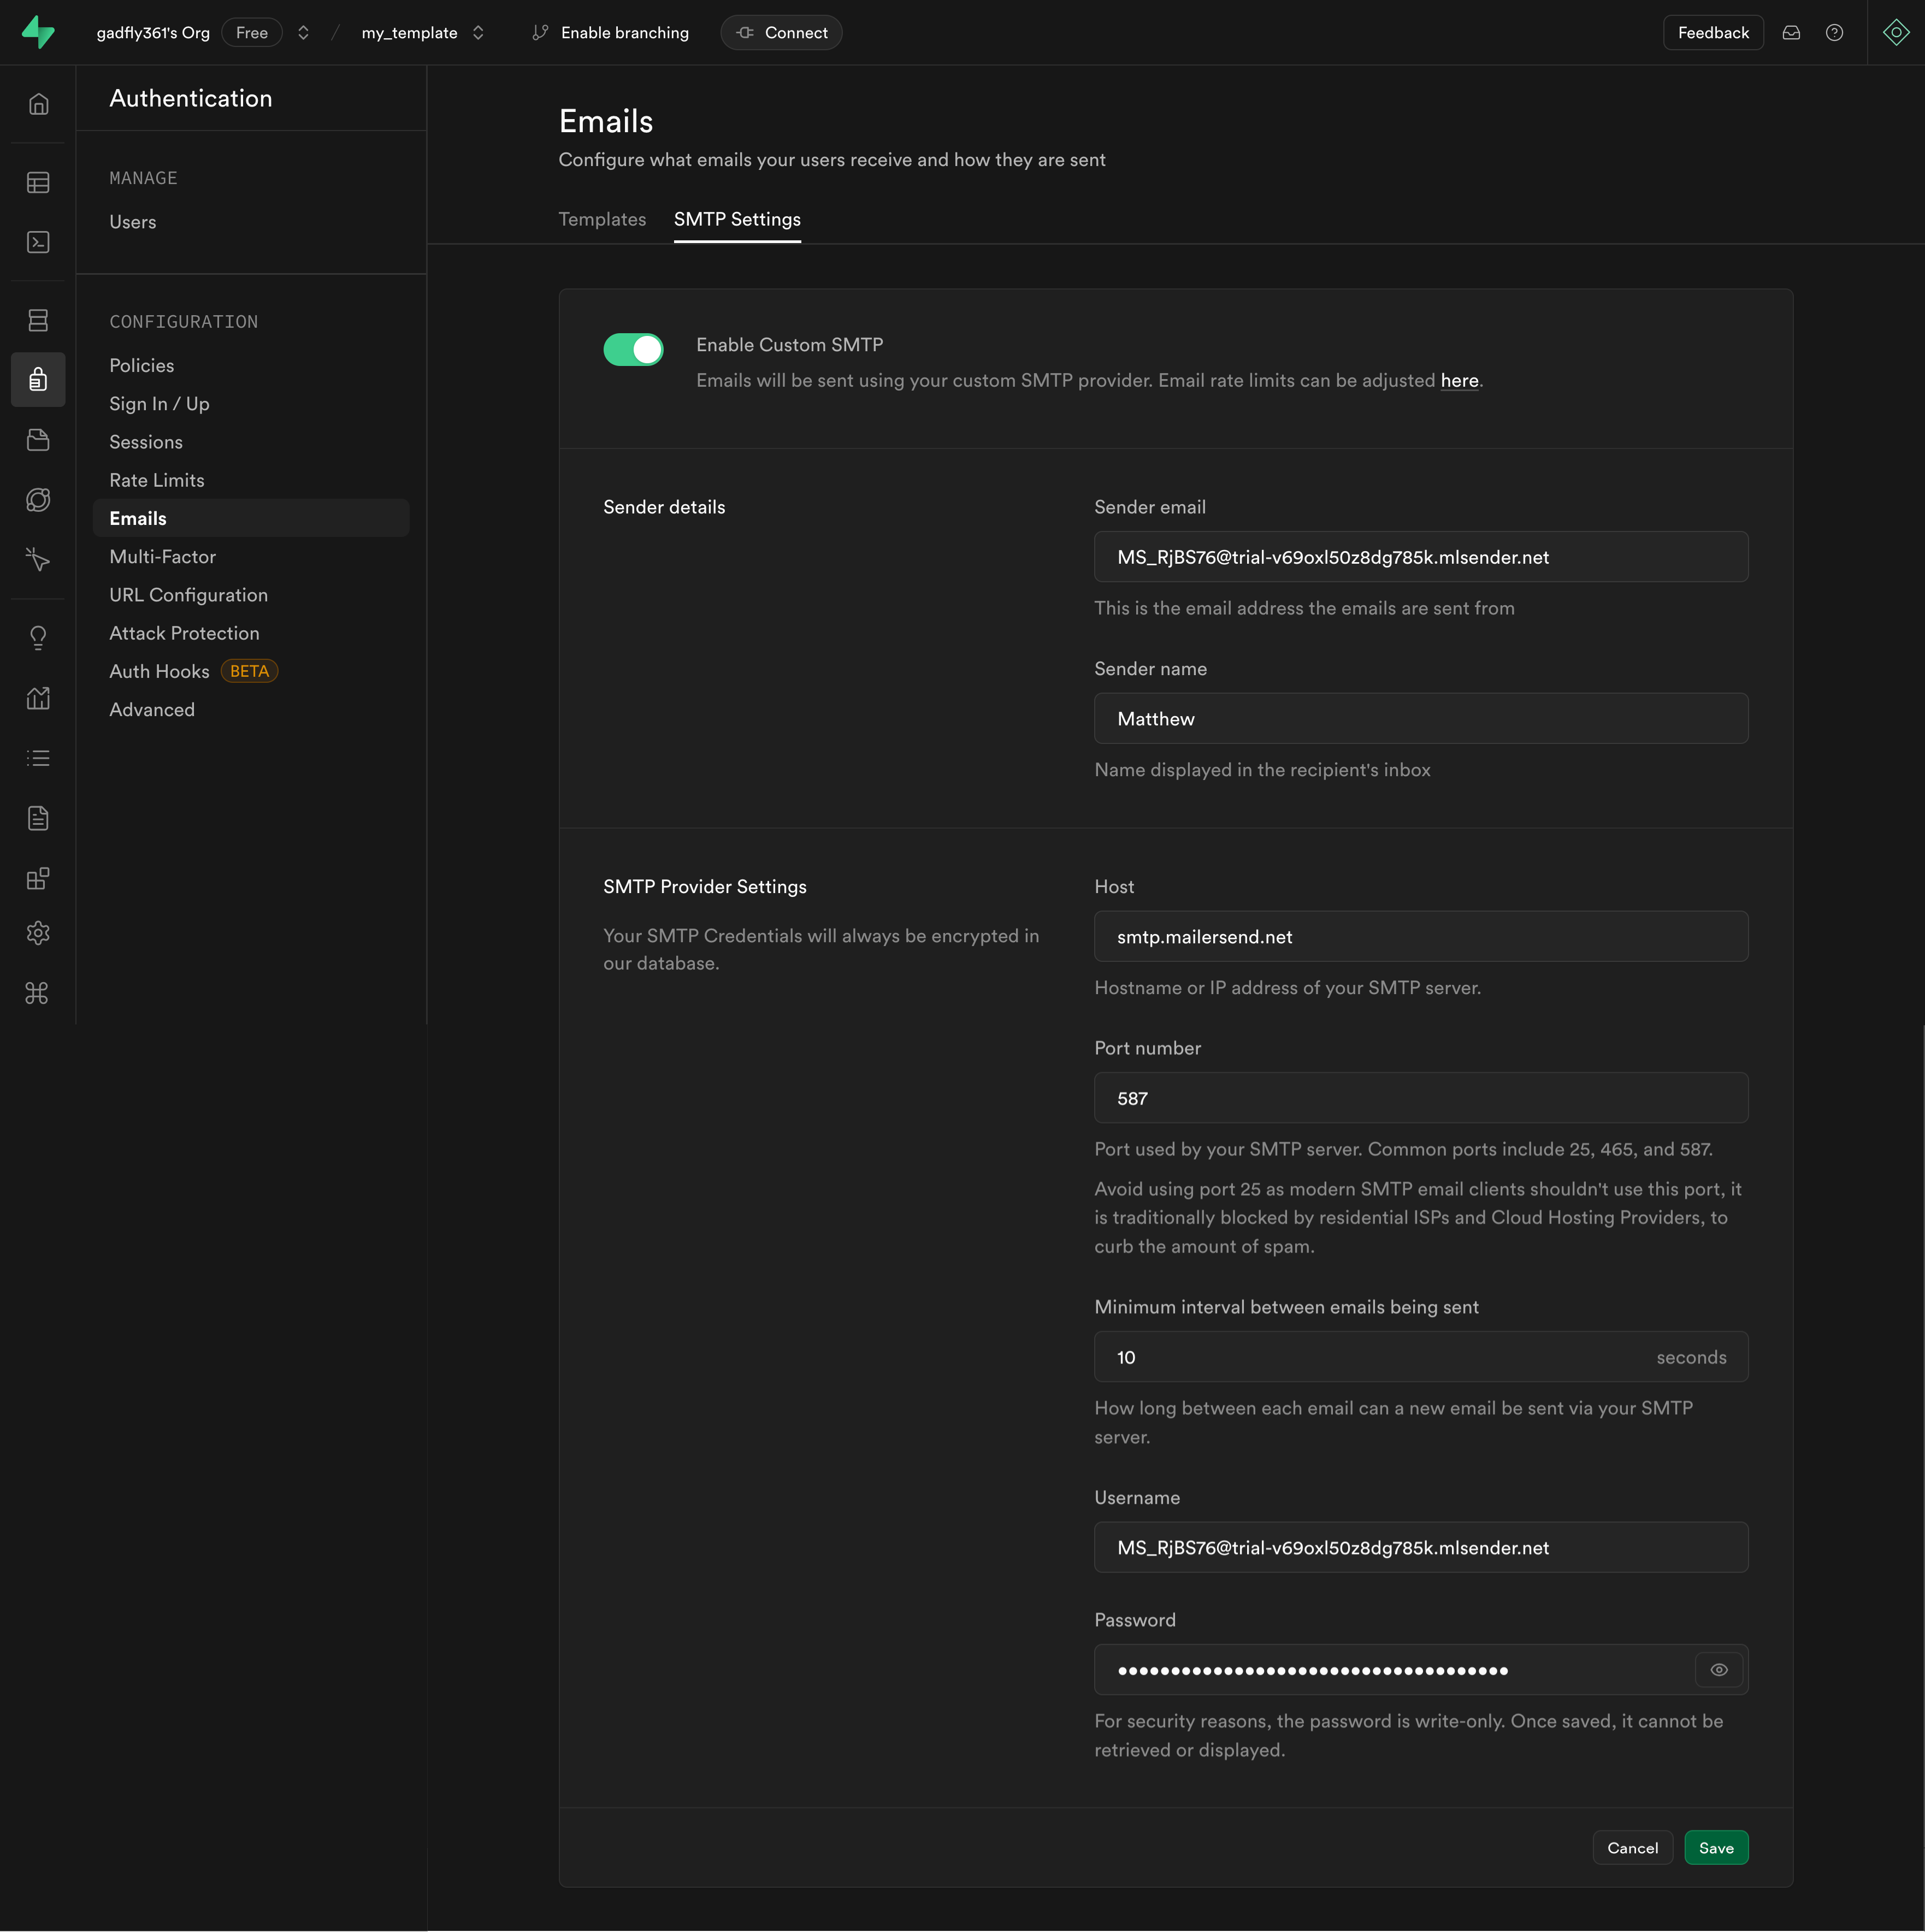 gadfly361's Org Free / my_template Enable branching Connect Feedback
Authentication
MANAGE
Users
CONFIGURATION
Policies
Sign In / Up
Sessions
Rate Limits
Emails
Multi-Factor
URL Configuration
Attack Protection
Auth Hooks BETA
Advanced
Emails
Configure what emails your users receive and how they are sent
Templates SMTP Settings
Enable Custom SMTP
Emails will be sent using your custom SMTP provider. Email rate limits can be adjusted here.
Sender details
Sender email
MS_RjBS76@trial-v69oxl50z8dg785k.mlsender.net
This is the email address the emails are sent from
Sender name
Matthew
Name displayed in the recipient's inbox
SMTP Provider Settings
Your SMTP Credentials will always be encrypted in
our database.
Host
smtp.mailersend.net
Hostname or IP address of your SMTP server.
Port number
587
Port used by your SMTP server. Common ports include 25, 465, and 587.
Avoid using port 25 as modern SMTP email clients shouldn't use this port, it
is traditionally blocked by residential ISPs and Cloud Hosting Providers, to
curb the amount of spam.
Minimum interval between emails being sent
10 seconds
How long between each email can a new email be sent via your SMTP
server.
Username
MS_RjBS76@trial-v69oxl50z8dg785k.mlsender.net
Password
•••••••••••••••••••••••••••••••••••••
For security reasons, the password is write-only. Once saved, it cannot be
retrieved or displayed.
Cancel Save